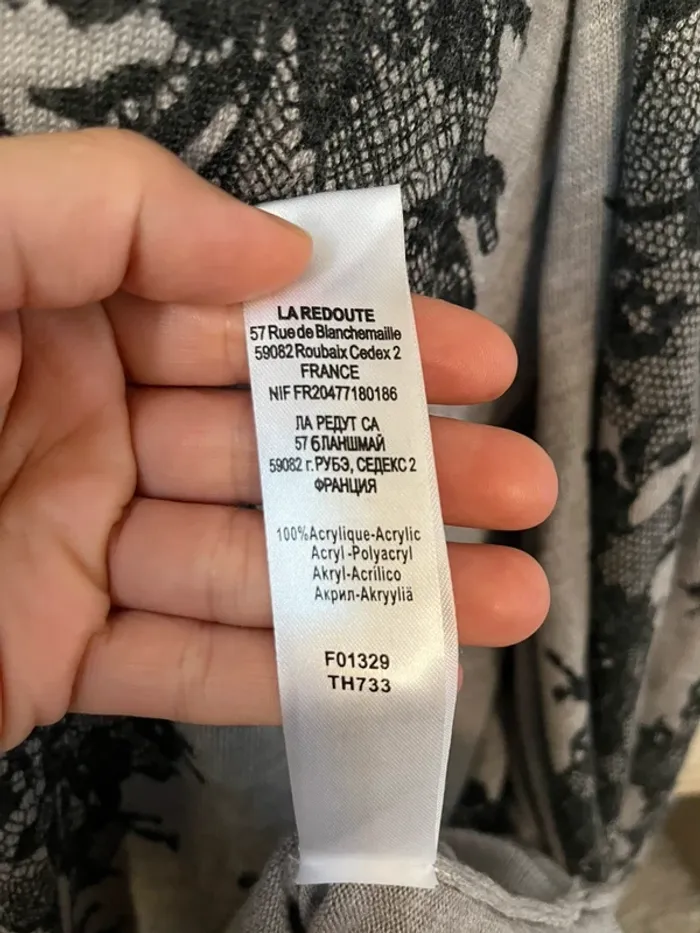 LA REDOUTE
57 Rue de Blanchemaille
59082 Roubaix Cedex 2
FRANCE
NIF FR20477180186
ЛА РЕДУТ СА
57 бЛАНШМАЙ
59082 г. РУБЭ, СЕДЕКС 2
ФРАНЦИЯ
100%Acrylique-Acrylic
Acryl-Polyacryl
Akryl-Acrilico
Акрил-Akryyliä
F01329
TH733